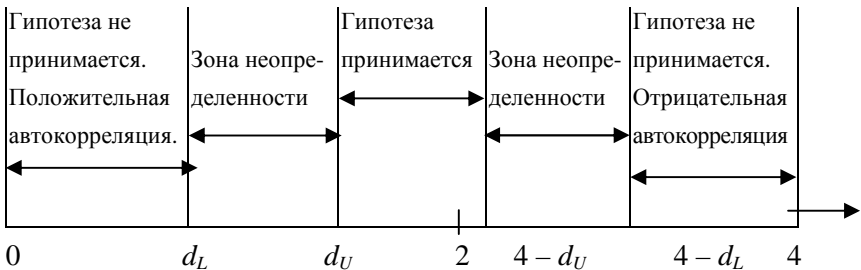 Гипотеза не
принимается.
Положительная
автокорреляция.
Зона неопре-
деленности
Гипотеза
принимается
Зона неопре-
деленности
Гипотеза не
принимается.
Отрицательная
автокорреляция
0 d_L d_U 2 4 – d_U 4 – d_L 4